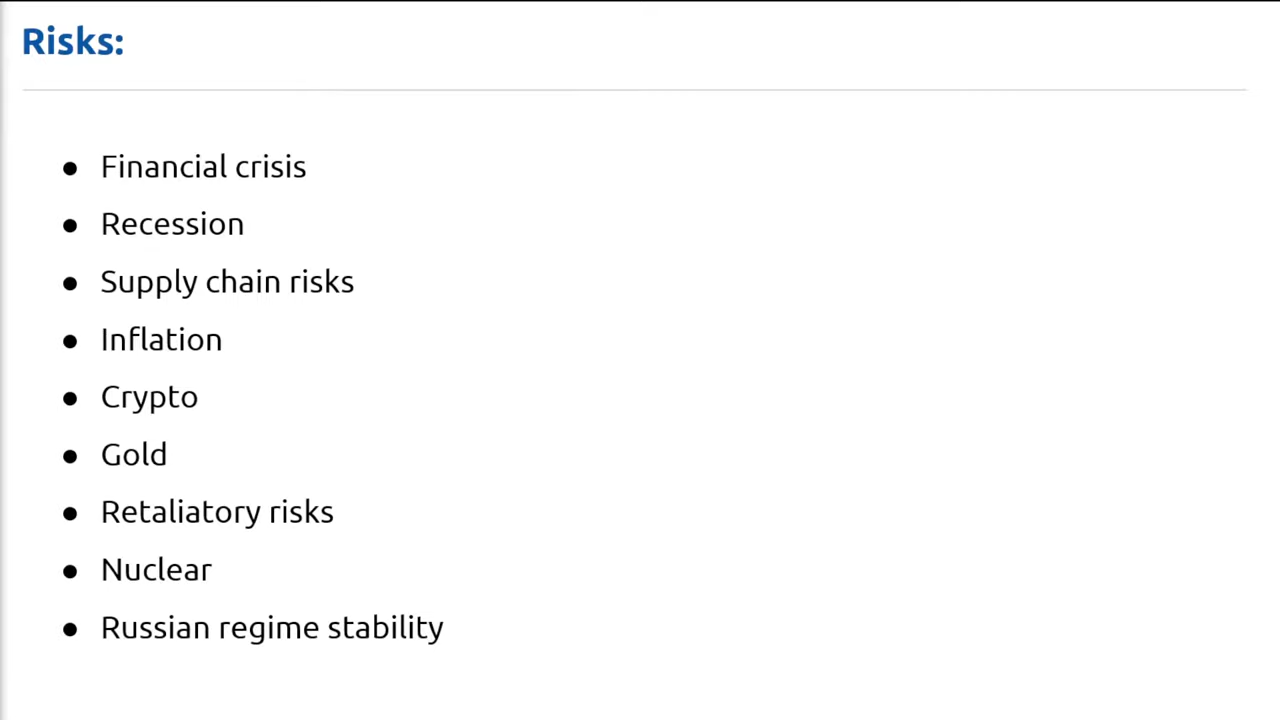 Risks:
● Financial crisis
● Recession
● Supply chain risks
● Inflation
● Crypto
● Gold
● Retaliatory risks
● Nuclear
● Russian regime stability